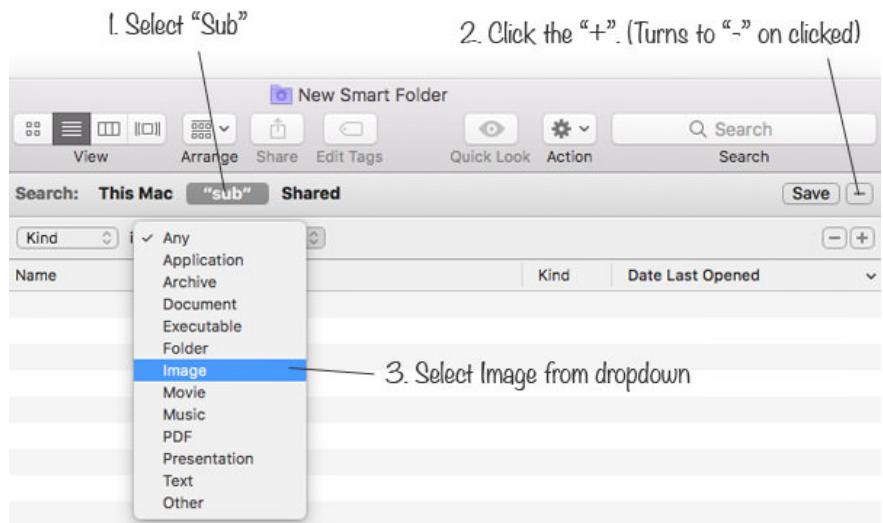 1. Select “Sub”
2. Click the “+”. (Turns to “-” on clicked)
New Smart Folder
View Arrange Share Edit Tags Quick Look Action Search
Search
Search: This Mac “sub” Shared Save
Kind
Any
Application
Archive
Document
Executable
Folder
Image
Movie
Music
PDF
Presentation
Text
Other
Name Kind Date Last Opened
3. Select Image from dropdown